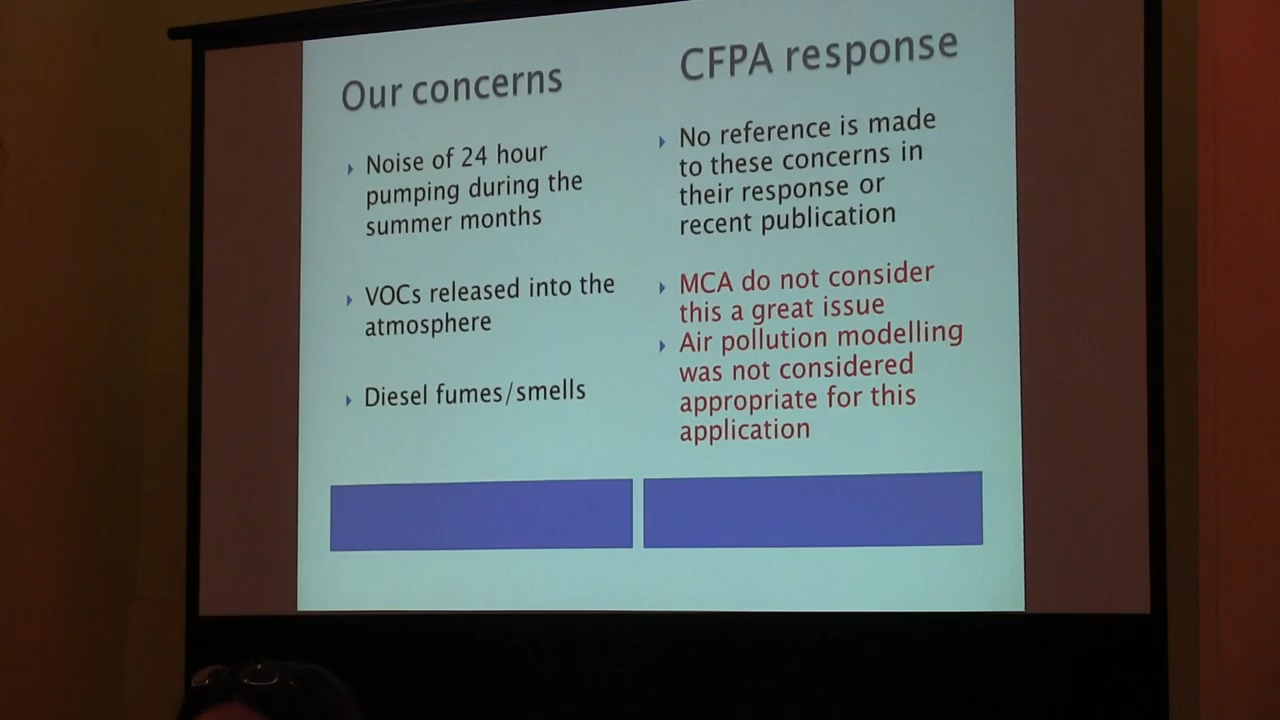 Our concerns
Noise of 24 hour
pumping during the
summer months
VOCs released into the
atmosphere
Diesel fumes/smells
CFPA response
No reference is made
to these concerns in
their response or
recent publication
MCA do not consider
this a great issue
Air pollution modelling
was not considered
appropriate for this
application